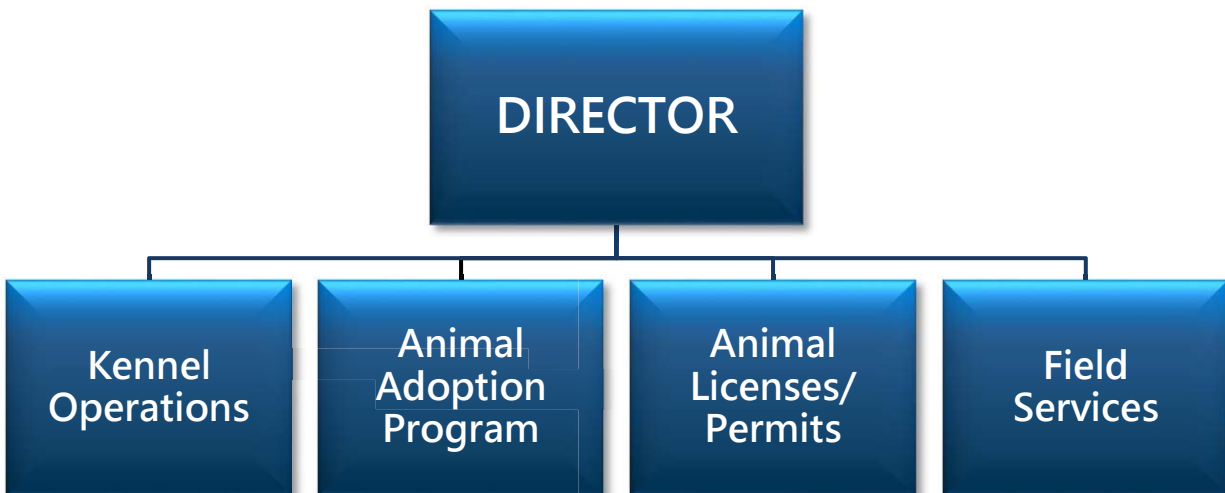 DIRECTOR
Kennel
Operations
Animal
Adoption
Program
Animal
Licenses/
Permits
Field
Services